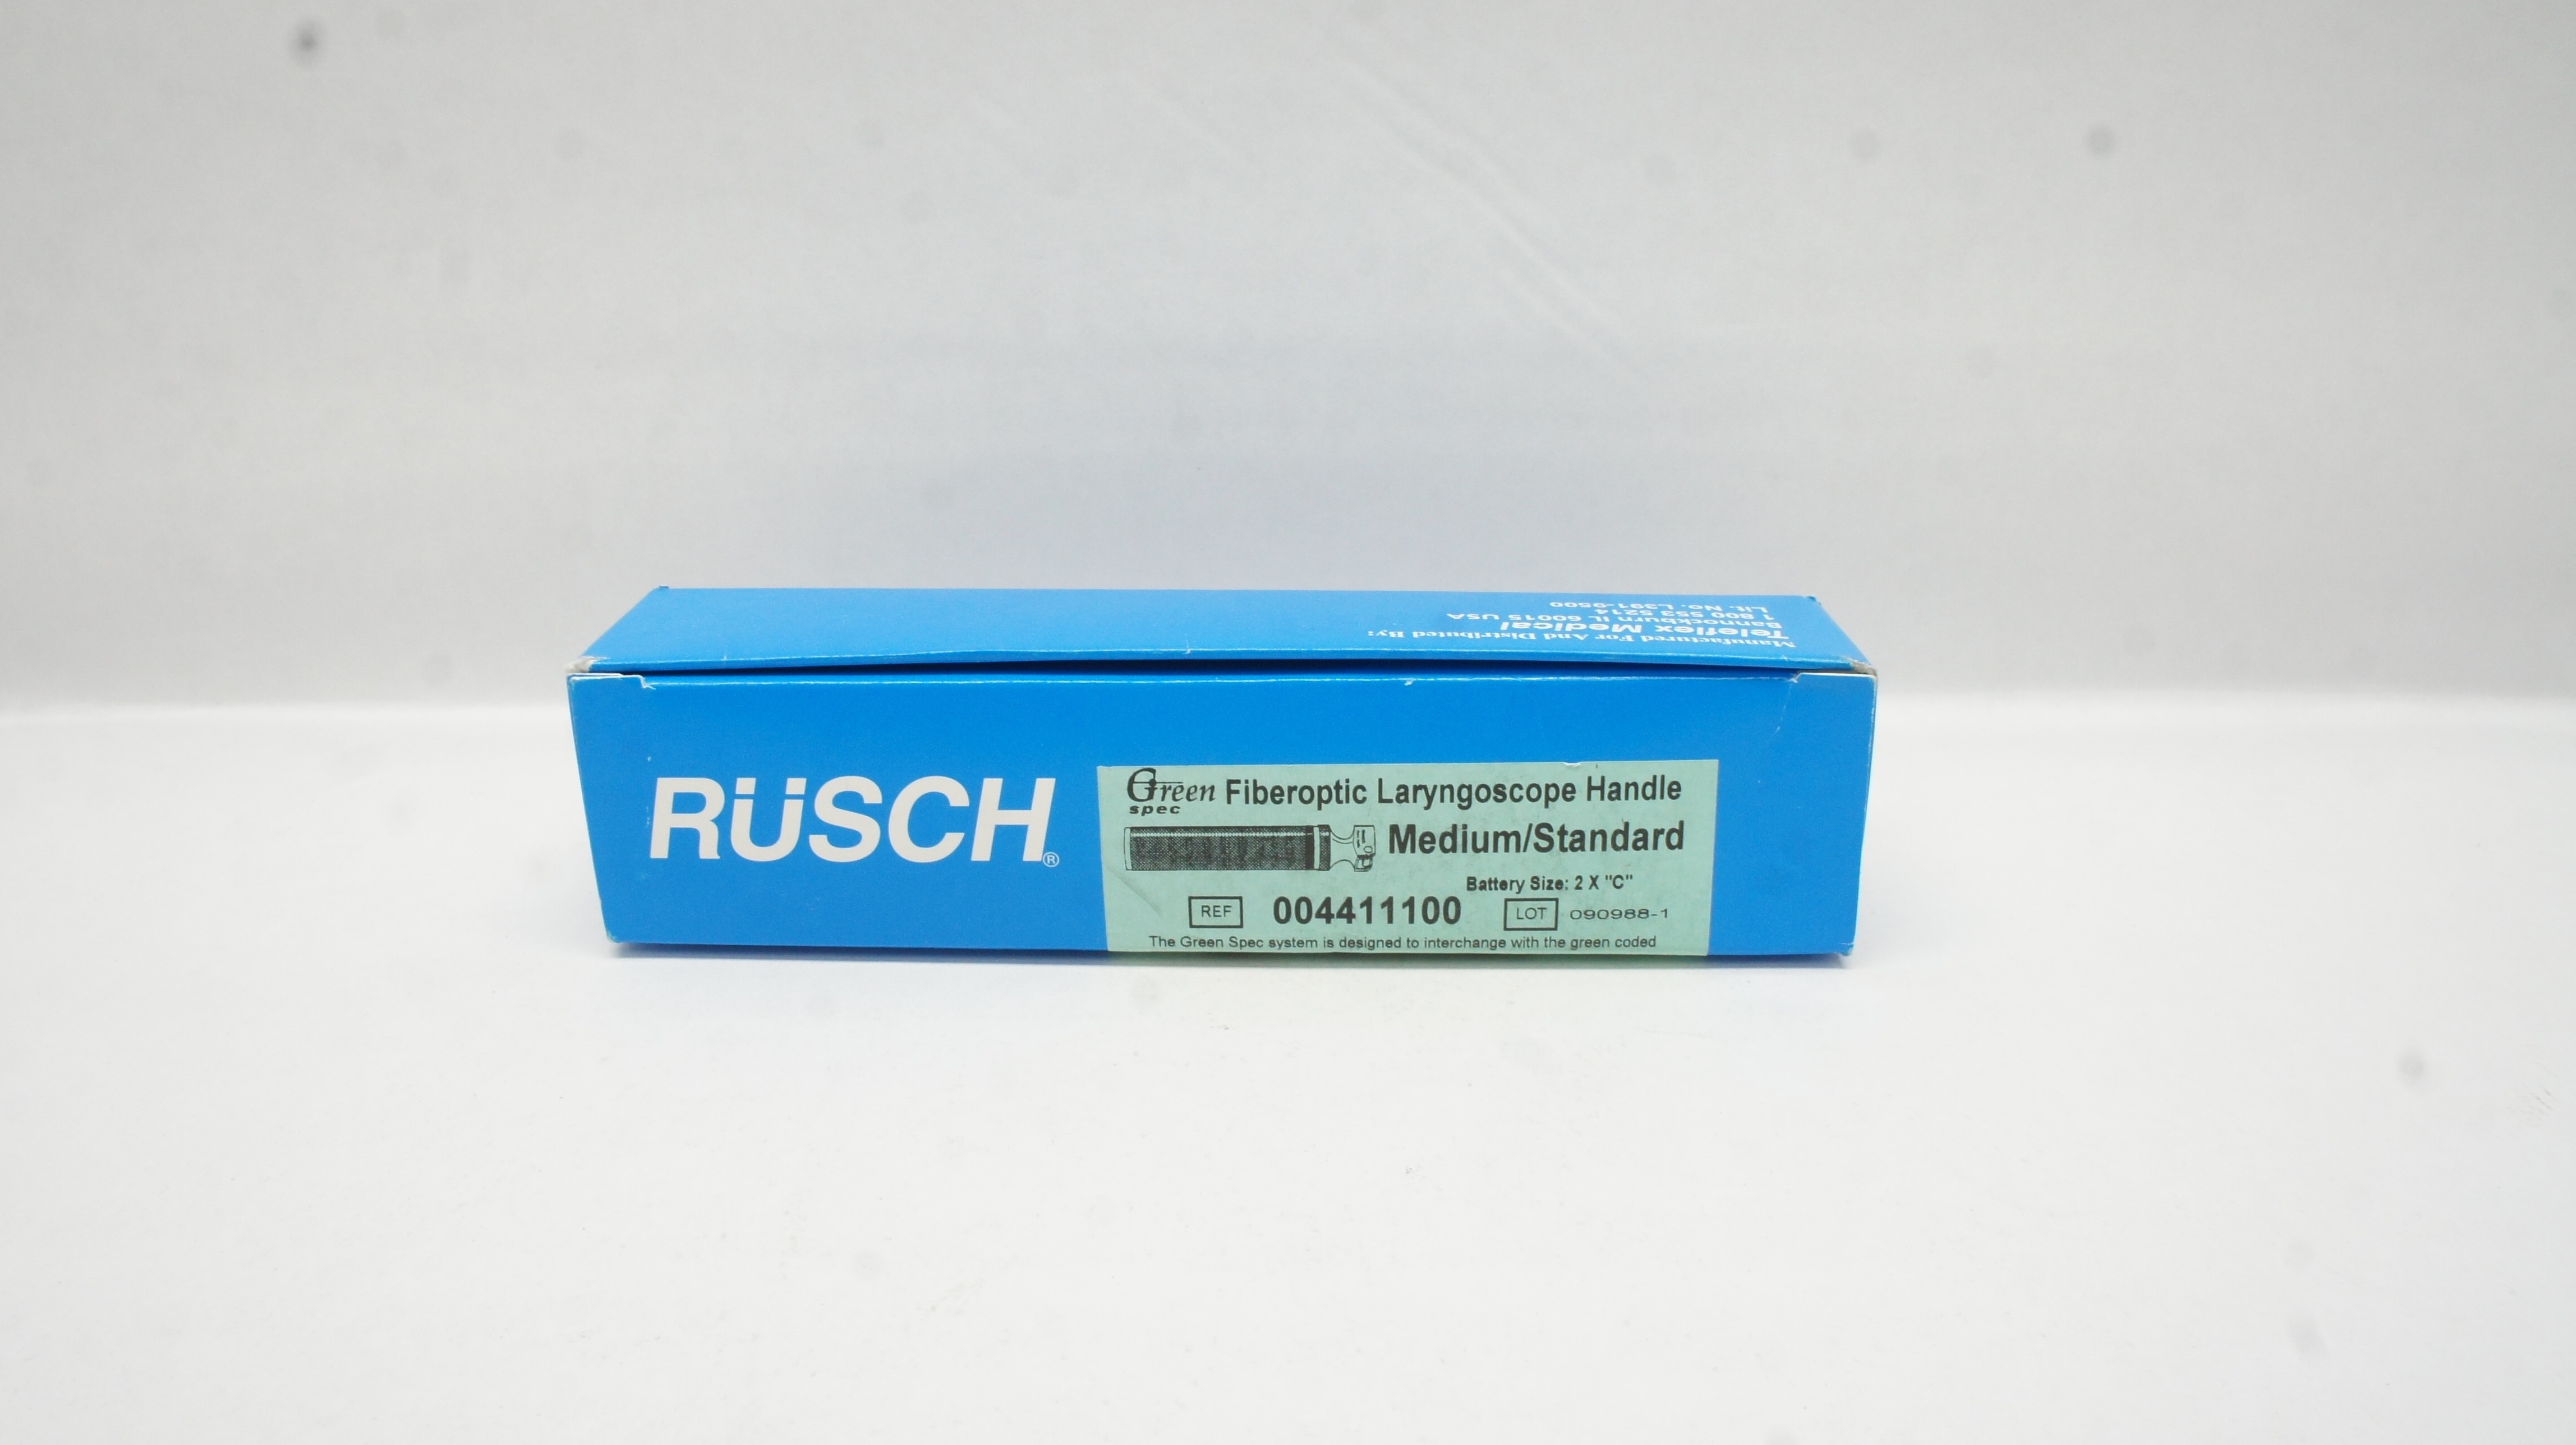 Manufactured For And Distributed By:
Teleflex Medical
Bannockburn IL 60015 USA
1 800 553 5214
Lit. No. L391-9500
RÜSCH®
Green Fiberoptic Laryngoscope Handle
spec
Medium/Standard
Battery Size: 2 X "C"
REF 004411100 LOT 090988-1
The Green Spec system is designed to interchange with the green coded